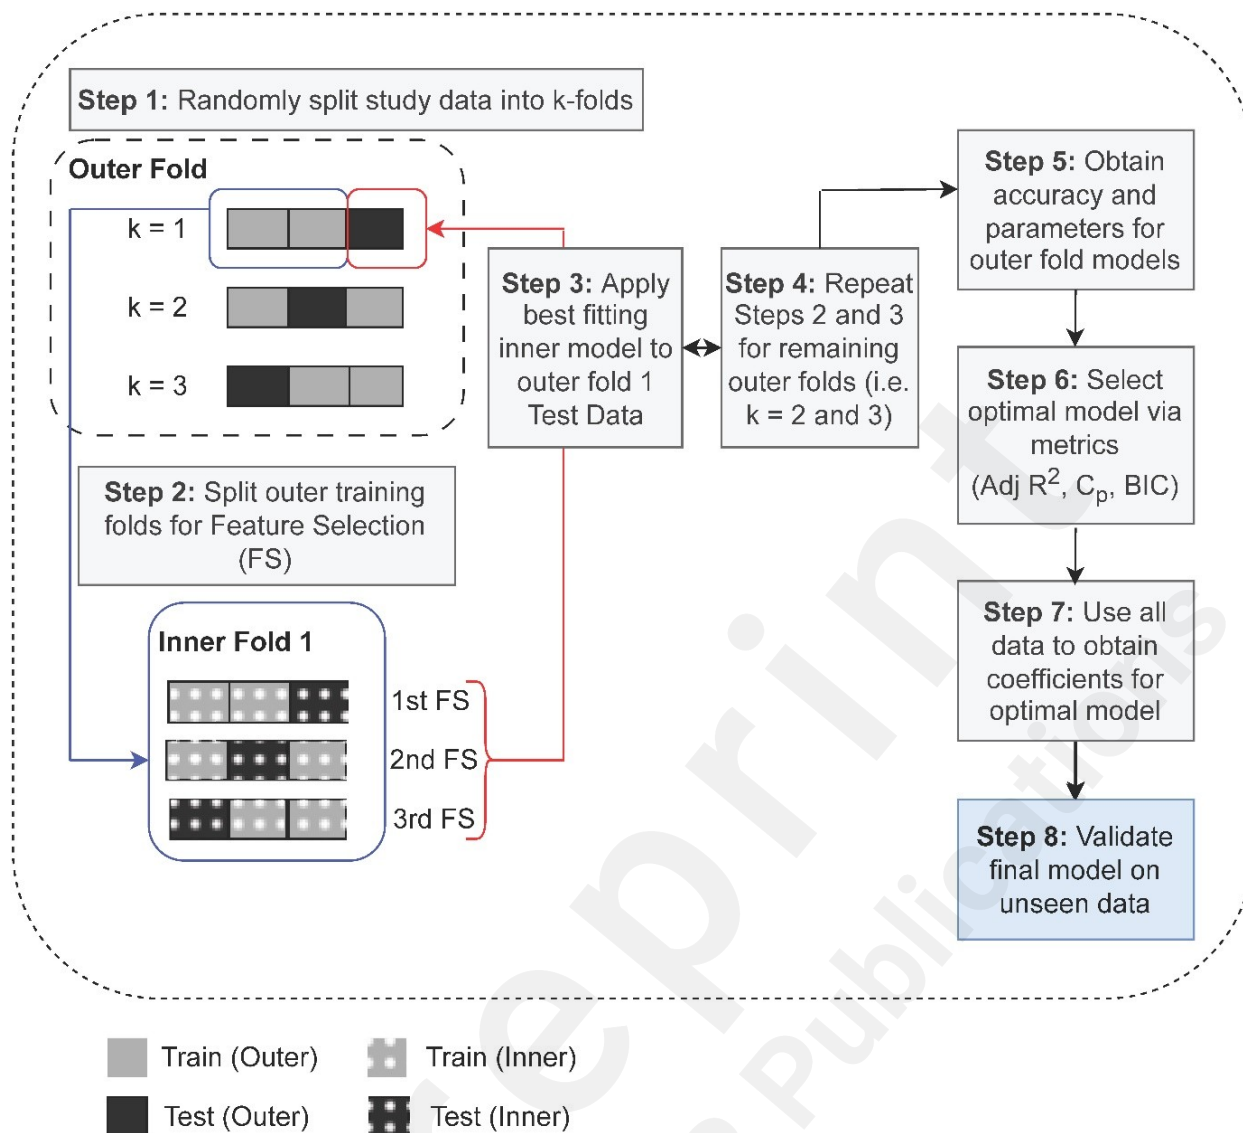 Step 1: Randomly split study data into k-folds
Outer Fold
k = 1
k = 2
k = 3
Step 2: Split outer training
folds for Feature Selection
(FS)
Inner Fold 1
1st FS
2nd FS
3rd FS
Step 3: Apply
best fitting
inner model to
outer fold 1
Test Data
Step 4: Repeat
Steps 2 and 3
for remaining
outer folds (i.e.
k = 2 and 3)
Step 5: Obtain
accuracy and
parameters for
outer fold models
Step 6: Select
optimal model via
metrics
(Adj R², Cₚ, BIC)
Step 7: Use all
data to obtain
coefficients for
optimal model
Step 8: Validate
final model on
unseen data
Train (Outer)
Train (Inner)
Test (Outer)
Test (Inner)
Publications